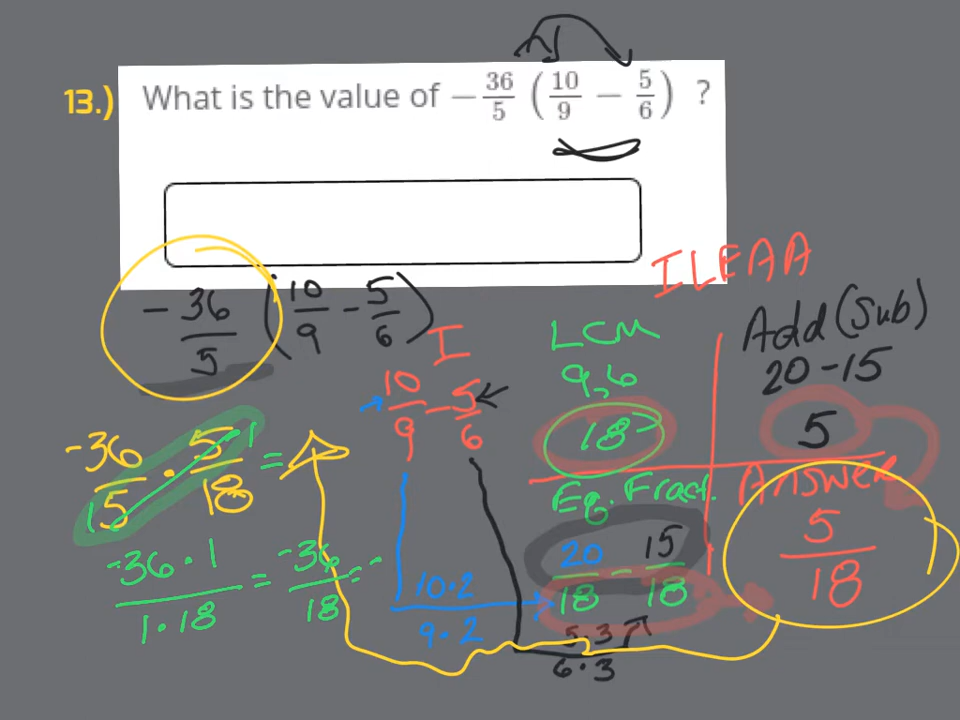 13.) What is the value of −36/5 (10/9 − 5/6) ?
ILEAA
-36/5 (10/9 - 5/6)
I
10/9 - 5/6
LCM
9,6
18
Add (Sub)
20-15
5
Eq. Fract.
20/18 - 15/18
10·2/9·2
5·3/6·3
Answer
5/18
-36/5 · 5/18 =
1 1
-36·1/1·18 = -36/18 = -